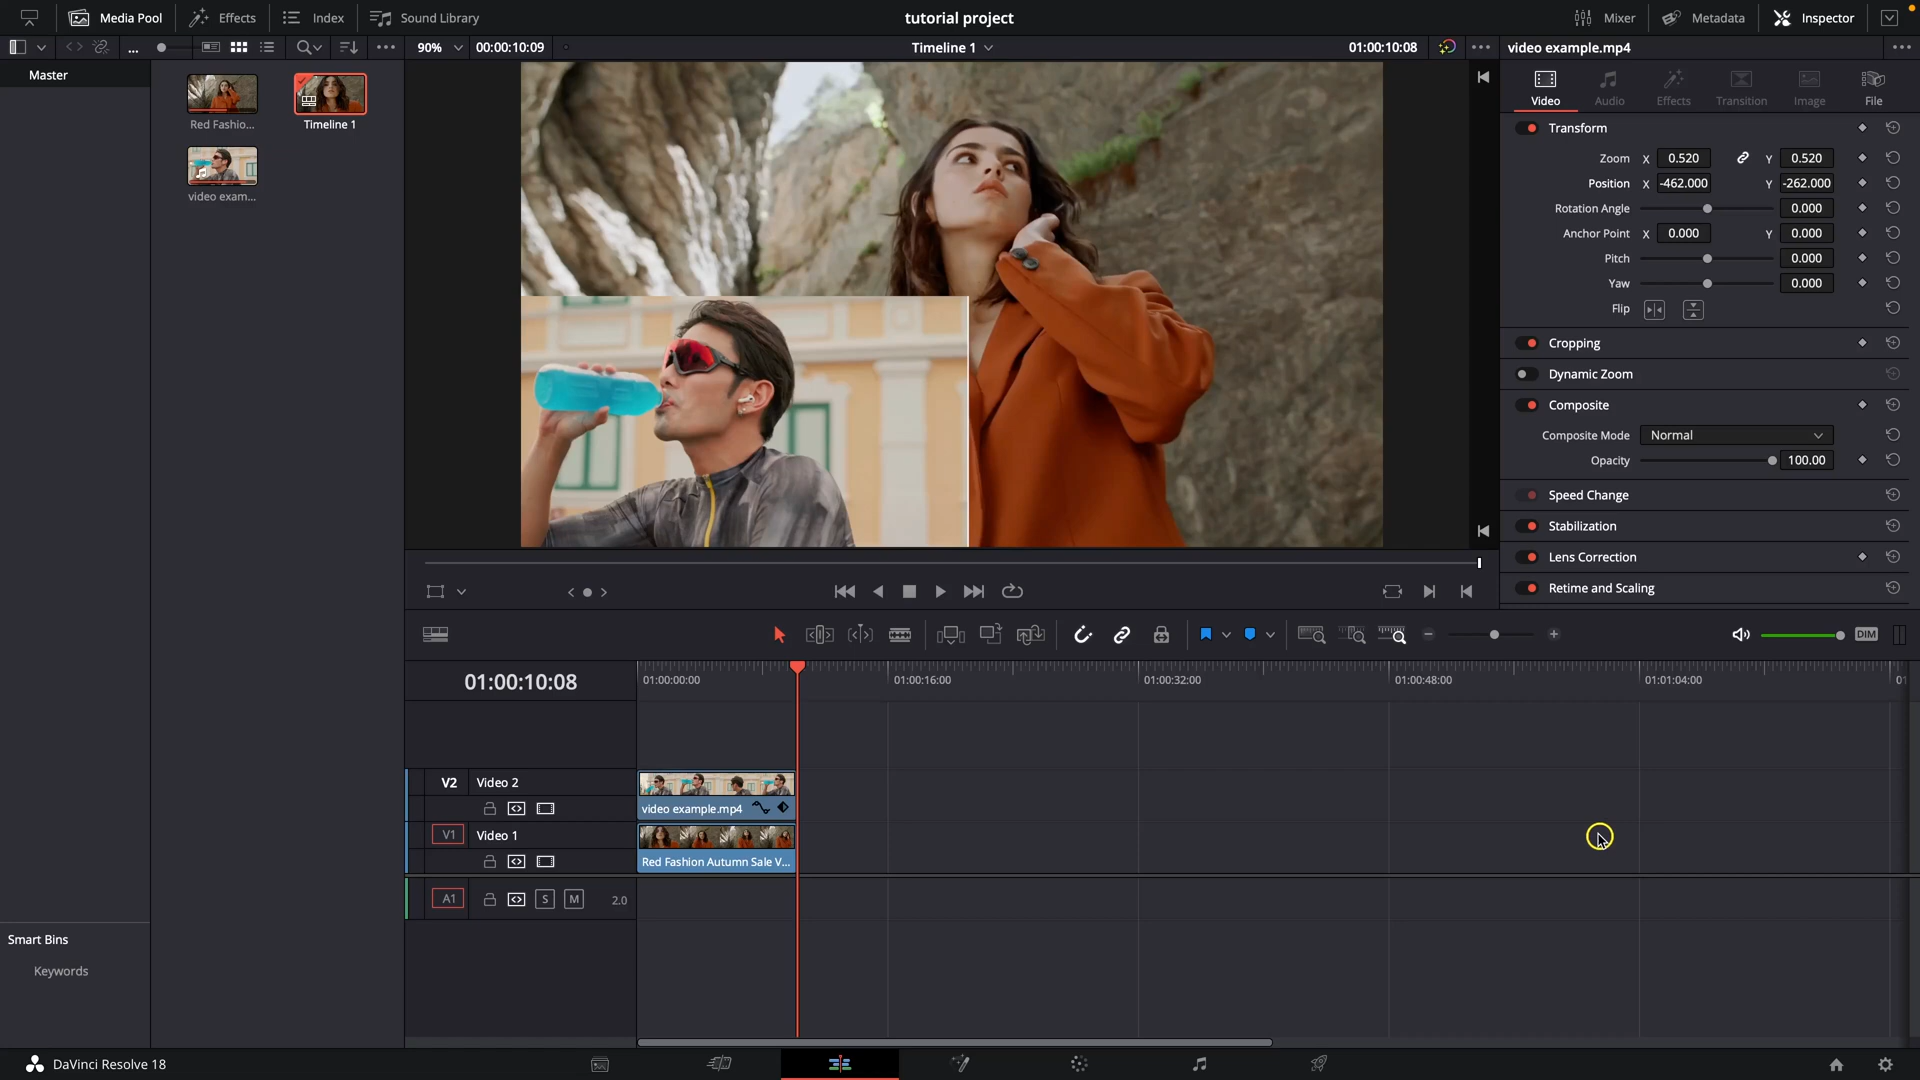 Media Pool
Effects
Index
Sound Library
tutorial project
Mixer
Metadata
Inspector
...
90%
00:00:10:09
Timeline 1
01:00:10:08
video example.mp4
Master
Red Fashio...
Timeline 1
video exam...
Video
Audio
Effects
Transition
Image
File
Transform
Zoom X 0.520 Y 0.520
Position X -462.000 Y -262.000
Rotation Angle 0.000
Anchor Point X 0.000 Y 0.000
Pitch 0.000
Yaw 0.000
Flip
Cropping
Dynamic Zoom
Composite
Composite Mode Normal
Opacity 100.00
Speed Change
Stabilization
Lens Correction
Retime and Scaling
DIM
01:00:10:08
01:00:00:00
01:00:16:00
01:00:32:00
01:00:48:00
01:01:04:00
V2 Video 2
video example.mp4
V1 Video 1
Red Fashion Autumn Sale V...
A1 S M 2.0
Smart Bins
Keywords
DaVinci Resolve 18